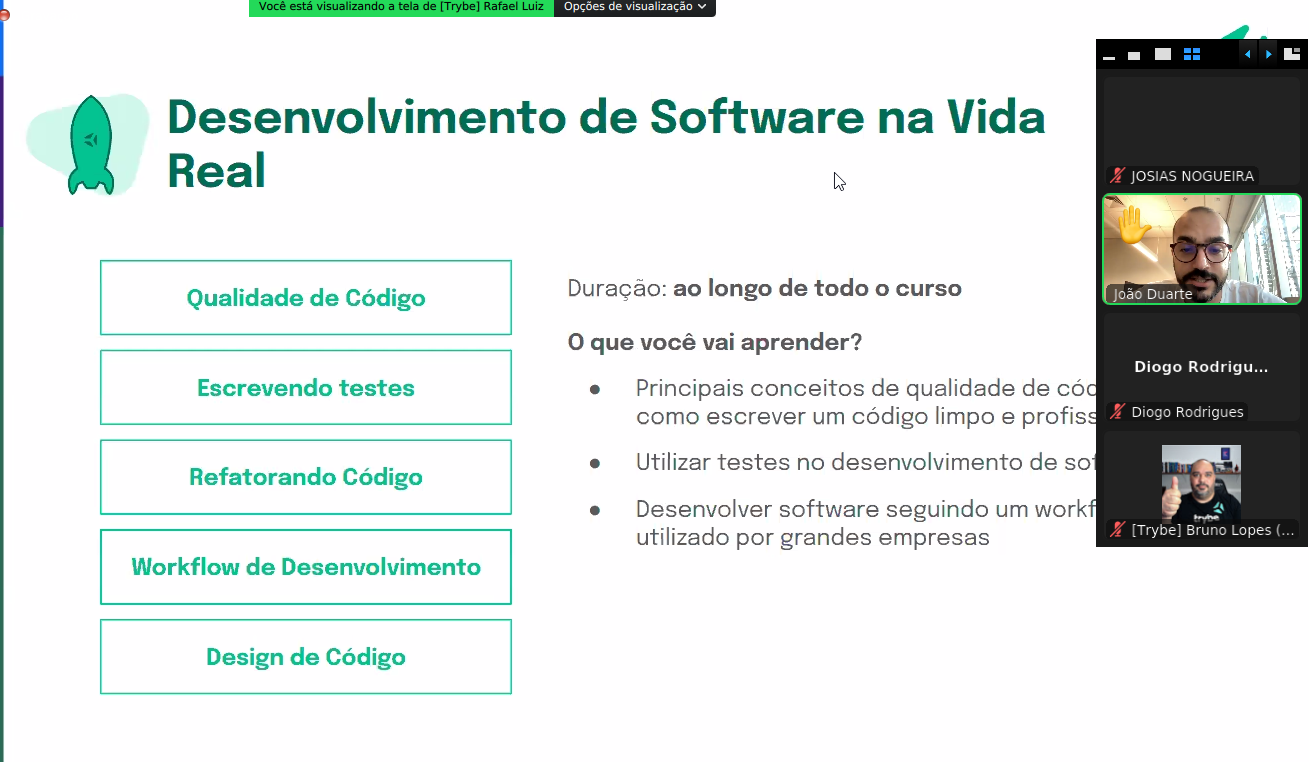 Você está visualizando a tela de [Trybe] Rafael Luiz
Opções de visualização
Desenvolvimento de Software na Vida
Real
Qualidade de Código
Escrevendo testes
Refatorando Código
Workflow de Desenvolvimento
Design de Código
Duração: ao longo de todo o curso
O que você vai aprender?
● Principais conceitos de qualidade de cód
como escrever um código limpo e profiss
● Utilizar testes no desenvolvimento de sof
● Desenvolver software seguindo um workf
utilizado por grandes empresas
JOSIAS NOGUEIRA
João Duarte
Diogo Rodrigu...
Diogo Rodrigues
trybe
[Trybe] Bruno Lopes (...